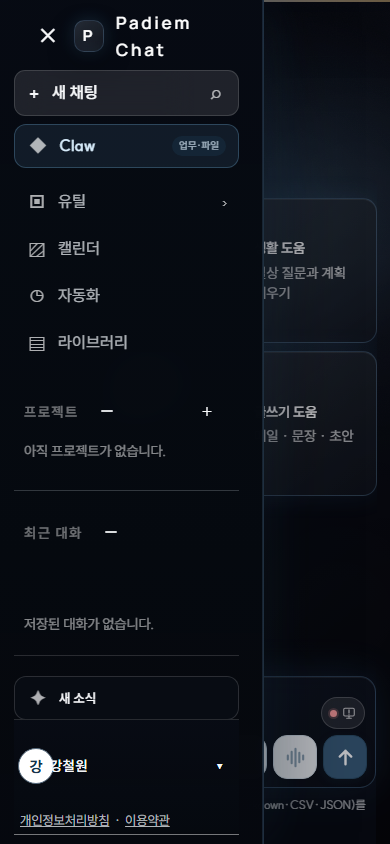 P
Padiem
Chat
+ 새 채팅
Claw 업무·파일
유틸
캘린더
자동화
라이브러리
프로젝트
아직 프로젝트가 없습니다.
최근 대화
저장된 대화가 없습니다.
새 소식
강 강철원
개인정보처리방침 · 이용약관
도움
질문과 계획
우기
쓰기 도움
일 · 문장 · 초안
own·CSV·JSON)를